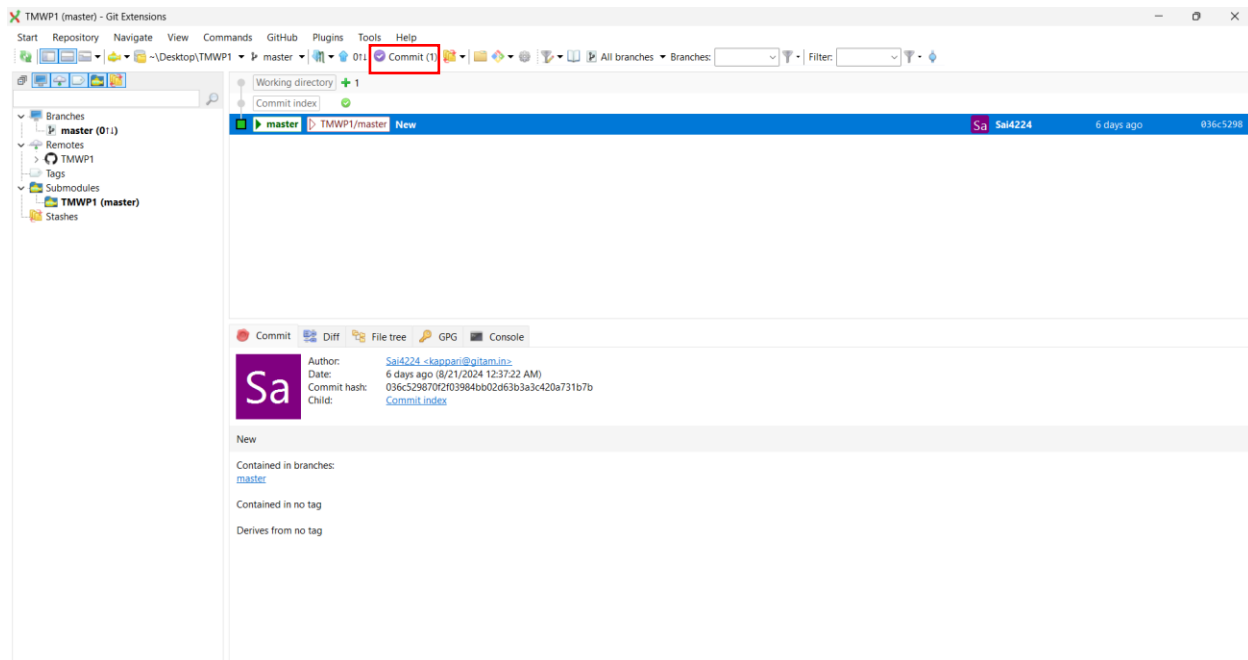 TMWP1 (master) - Git Extensions
Start Repository Navigate View Commands GitHub Plugins Tools Help
~\Desktop\TMWP1 master 0↑↓ Commit (1) All branches Branches: Filter:
Working directory 1
Commit index
master TMWP1/master New Sa Sai4224 6 days ago 036c5298
Branches
master (0↑↓)
Remotes
TMWP1
Tags
Submodules
TMWP1 (master)
Stashes
Commit Diff File tree GPG Console
Sa
Author: Sai4224 <kappari@gitam.in>
Date: 6 days ago (8/21/2024 12:37:22 AM)
Commit hash: 036c529870f2f03984bb02d63b3a3c420a731b7b
Child: Commit index
New
Contained in branches:
master
Contained in no tag
Derives from no tag